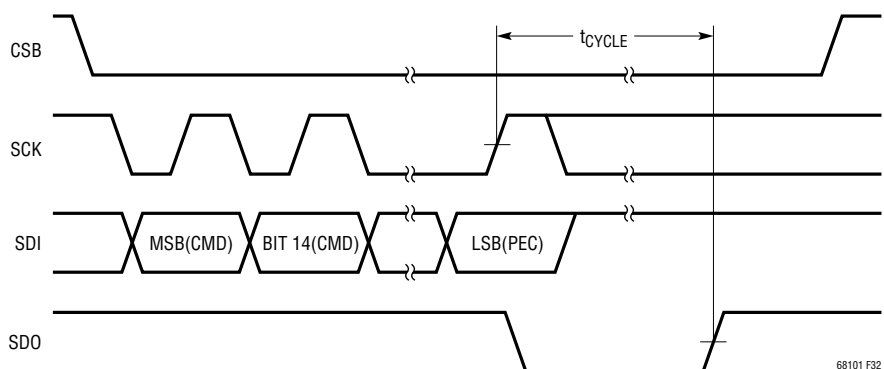 CSB
tCYCLE
SCK
SDI
MSB(CMD)
BIT 14(CMD)
LSB(PEC)
SDO
68101 F32